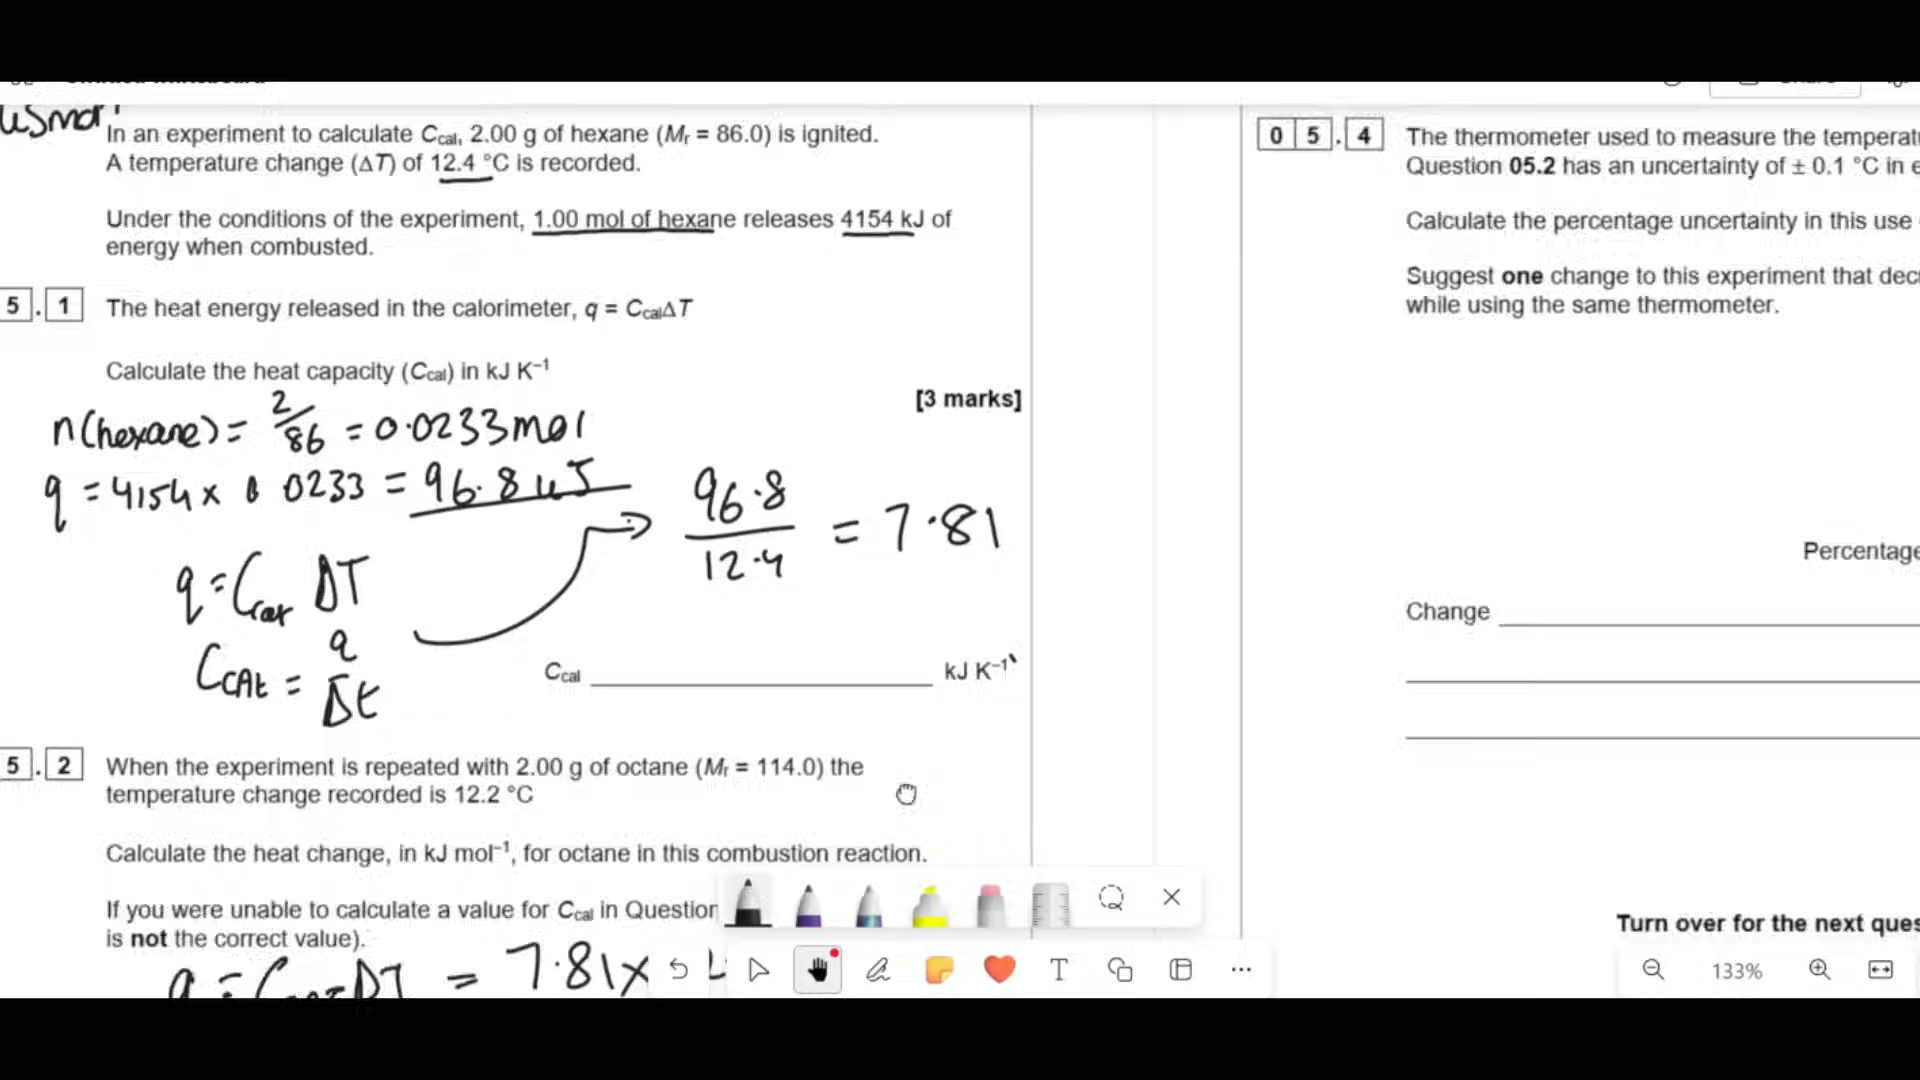 In an experiment to calculate Ccal, 2.00 g of hexane (Mr = 86.0) is ignited.
A temperature change (ΔT) of 12.4 °C is recorded.
Under the conditions of the experiment, 1.00 mol of hexane releases 4154 kJ of
energy when combusted.
5.1 The heat energy released in the calorimeter, q = CcalΔT
Calculate the heat capacity (Ccal) in kJ K⁻¹
[3 marks]
n(hexane) = 2/86 = 0.0233 mol
q = 4154 x 0.0233 = 96.8 kJ
96.8/12.4 = 7.81
q = Ccat ΔT
CCAt = q/Δt
Ccal kJ K⁻¹
5.2 When the experiment is repeated with 2.00 g of octane (Mr = 114.0) the
temperature change recorded is 12.2 °C
Calculate the heat change, in kJ mol⁻¹, for octane in this combustion reaction.
If you were unable to calculate a value for Ccal in Question
is not the correct value).
= 7.81x
05.4 The thermometer used to measure the temperat
Question 05.2 has an uncertainty of ± 0.1 °C in e
Calculate the percentage uncertainty in this use
Suggest one change to this experiment that dec
while using the same thermometer.
Percentage
Change
Turn over for the next ques
133%